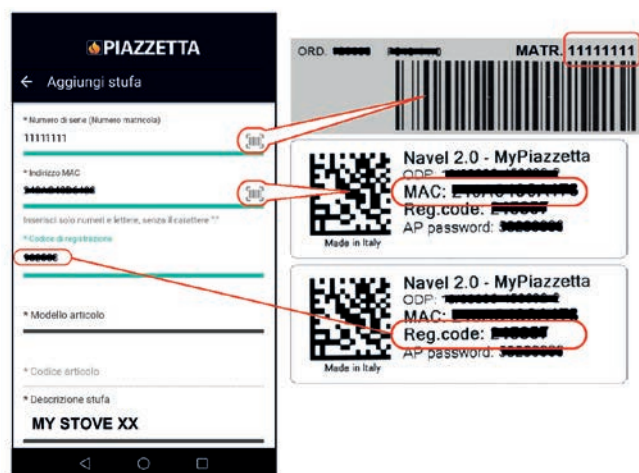 PIAZZETTA
← Aggiungi stufa
* Numero di serie (Numero matricola)
11111111
* Indirizzo MAC
Inserisci solo numeri e lettere, senza il carattere ":"
* Codice di registrazione
* Modello articolo
* Codice articolo
* Descrizione stufa
MY STOVE XX
ORD.
MATR. 11111111
Navel 2.0 - MyPiazzetta
ODP:
MAC:
Reg.code:
AP password:
Made in Italy
Navel 2.0 - MyPiazzetta
ODP:
MAC:
Reg.code:
AP password:
Made in Italy